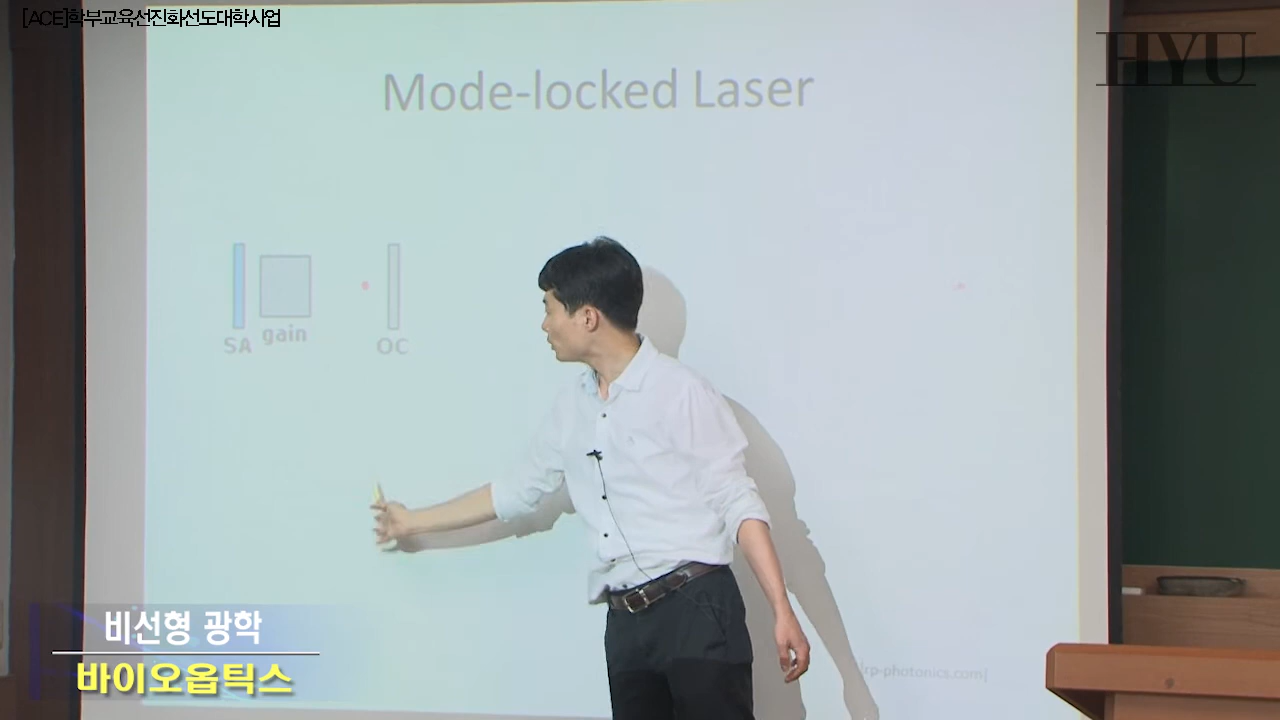 [ACE]학부교육선진화선도대학사업
HYU
Mode-locked Laser
SA
gain
OC
rp-photonics.com
비선형 광학
바이오옵틱스